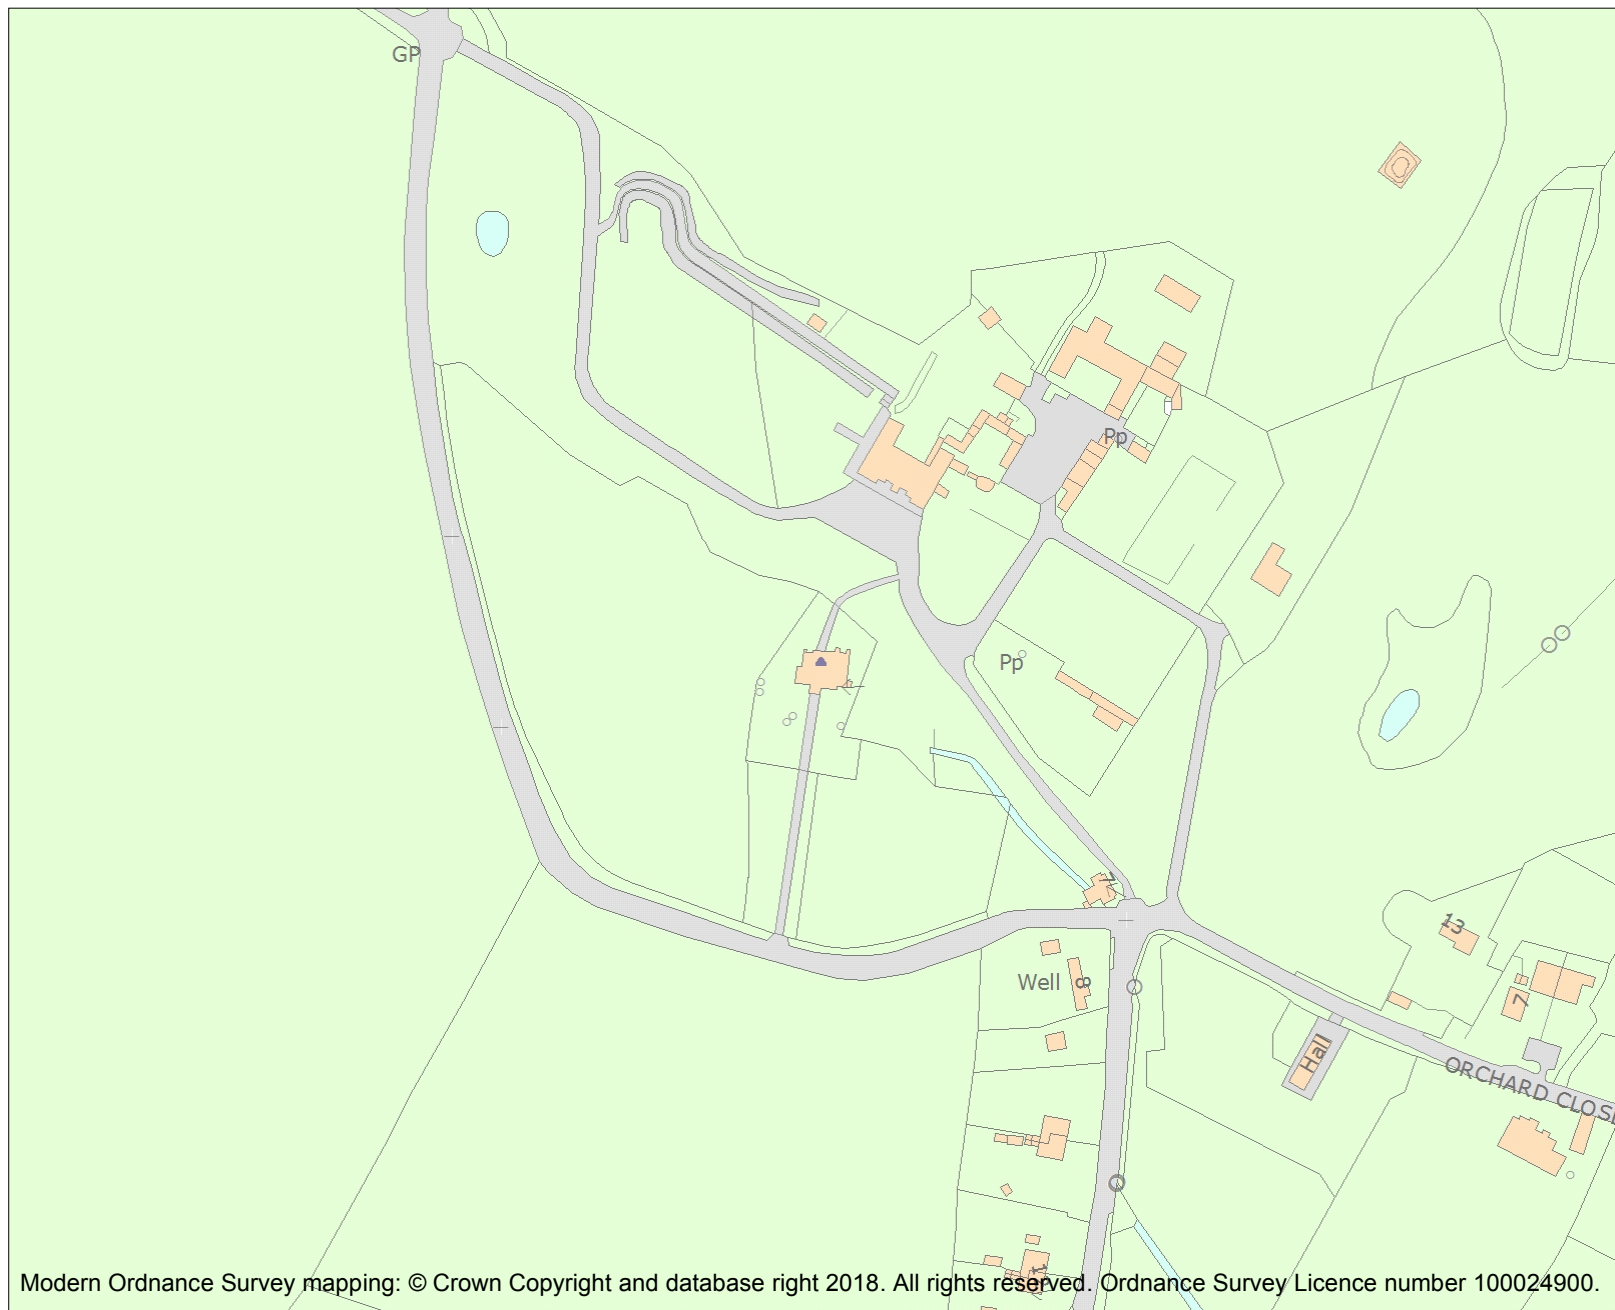 GP
Pp
Pp
7
13
Well
8
7
Hall
ORCHARD CLOSE
Modern Ordnance Survey mapping: © Crown Copyright and database right 2018. All rights reserved. Ordnance Survey Licence number 100024900.